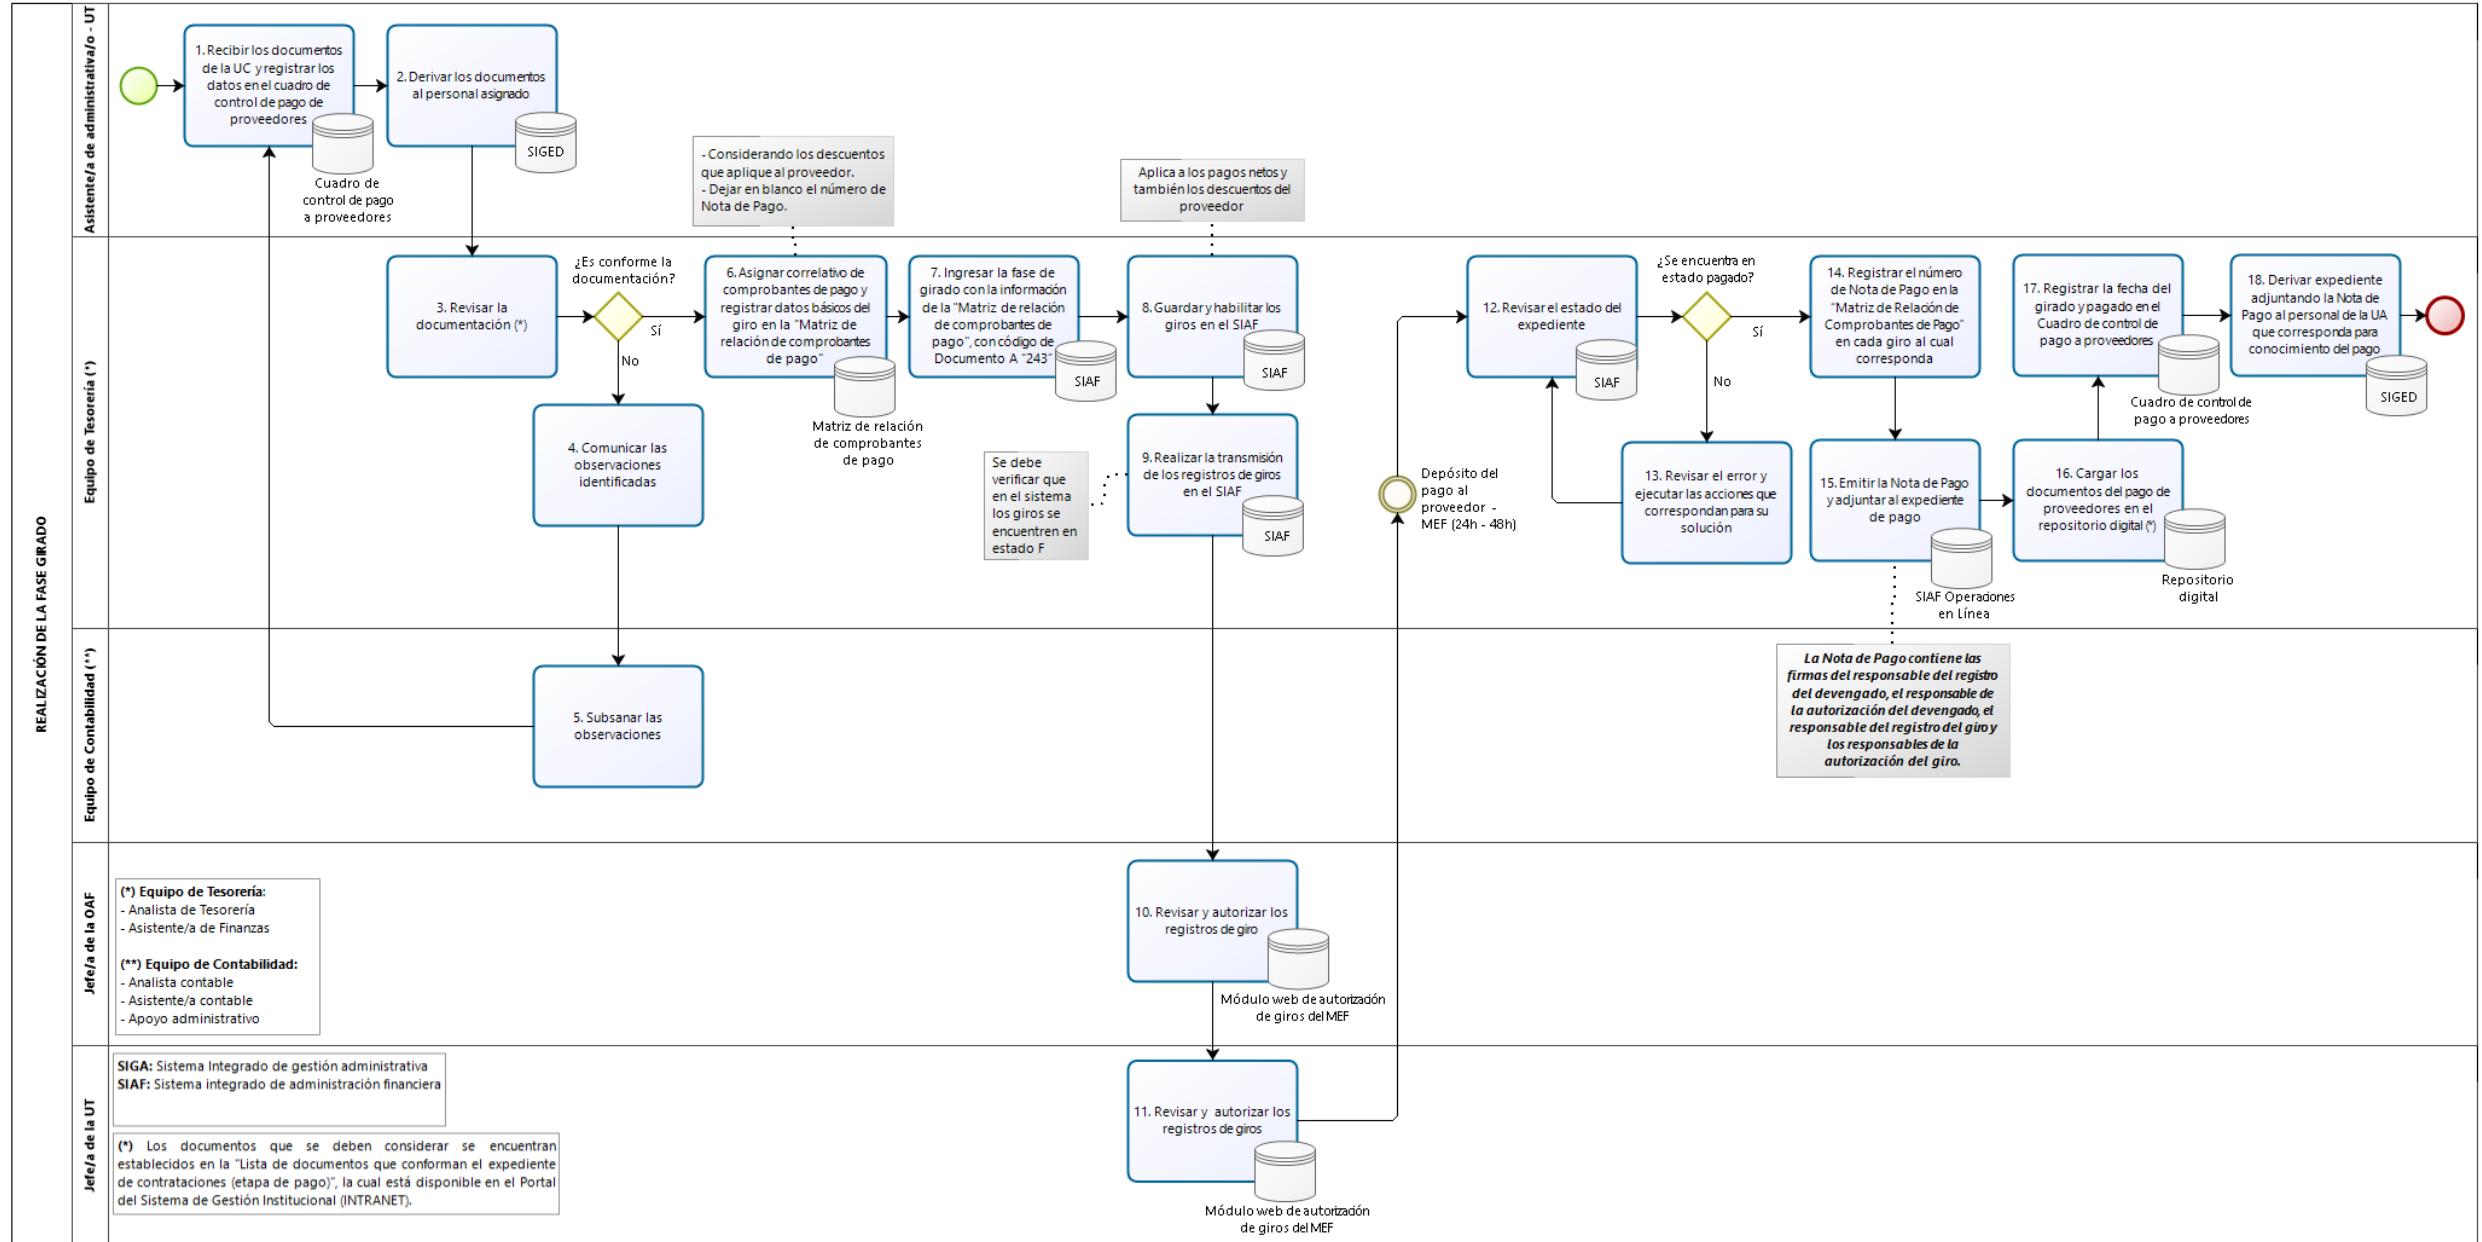 REALIZACIÓN DE LA FASE GIRADO
Asistente/a de administrativa/o - UT
1. Recibir los documentos
de la UC y registrar los
datos en el cuadro de
control de pago de
proveedores
Cuadro de
control de pago
a proveedores
2. Derivar los documentos
al personal asignado
SIGED
- Considerando los descuentos
que aplique al proveedor.
- Dejar en blanco el número de
Nota de Pago.
Aplica a los pagos netos y
también los descuentos del
proveedor
Equipo de Tesorería (*)
3. Revisar la
documentación (*)
¿Es conforme la
documentación?
Sí
No
4. Comunicar las
observaciones
identificadas
6. Asignar correlativo de
comprobantes de pago y
registrar datos básicos del
giro en la "Matriz de
relación de comprobantes
de pago"
Matriz de relación
de comprobantes
de pago
7. Ingresar la fase de
girado con la información
de la "Matriz de relación
de comprobantes de
pago", con código de
Documento A "243"
SIAF
8. Guardar y habilitar los
giros en el SIAF
SIAF
9. Realizar la transmisión
de los registros de giros
en el SIAF
SIAF
Se debe
verificar que
en el sistema
los giros se
encuentren en
estado F
Depósito del
pago al
proveedor -
MEF (24h - 48h)
12. Revisar el estado del
expediente
SIAF
¿Se encuentra en
estado pagado?
Sí
No
13. Revisar el error y
ejecutar las acciones que
correspondan para su
solución
14. Registrar el número
de Nota de Pago en la
"Matriz de Relación de
Comprobantes de Pago"
en cada giro al cual
corresponda
15. Emitir la Nota de Pago
y adjuntar al expediente
de pago
SIAF Operaciones
en Línea
16. Cargar los
documentos del pago de
proveedores en el
repositorio digital (*)
Repositorio
digital
17. Registrar la fecha del
girado y pagado en el
Cuadro de control de
pago a proveedores
Cuadro de control de
pago a proveedores
18. Derivar expediente
adjuntando la Nota de
Pago al personal de la UA
que corresponda para
conocimiento del pago
SIGED
Equipo de Contabilidad (**)
5. Subsanar las
observaciones
La Nota de Pago contiene las
firmas del responsable del registro
del devengado, el responsable de
la autorización del devengado, el
responsable del registro del giro y
los responsables de la
autorización del giro.
Jefe/a de la OAF
(*) Equipo de Tesorería:
- Analista de Tesorería
- Asistente/a de Finanzas
(**) Equipo de Contabilidad:
- Analista contable
- Asistente/a contable
- Apoyo administrativo
10. Revisar y autorizar los
registros de giro
Módulo web de autorización
de giros del MEF
Jefe/a de la UT
SIGA: Sistema Integrado de gestión administrativa
SIAF: Sistema integrado de administración financiera
(*) Los documentos que se deben considerar se encuentran
establecidos en la "Lista de documentos que conforman el expediente
de contrataciones (etapa de pago)", la cual está disponible en el Portal
del Sistema de Gestión Institucional (INTRANET).
11. Revisar y autorizar los
registros de giros
Módulo web de autorización
de giros del MEF